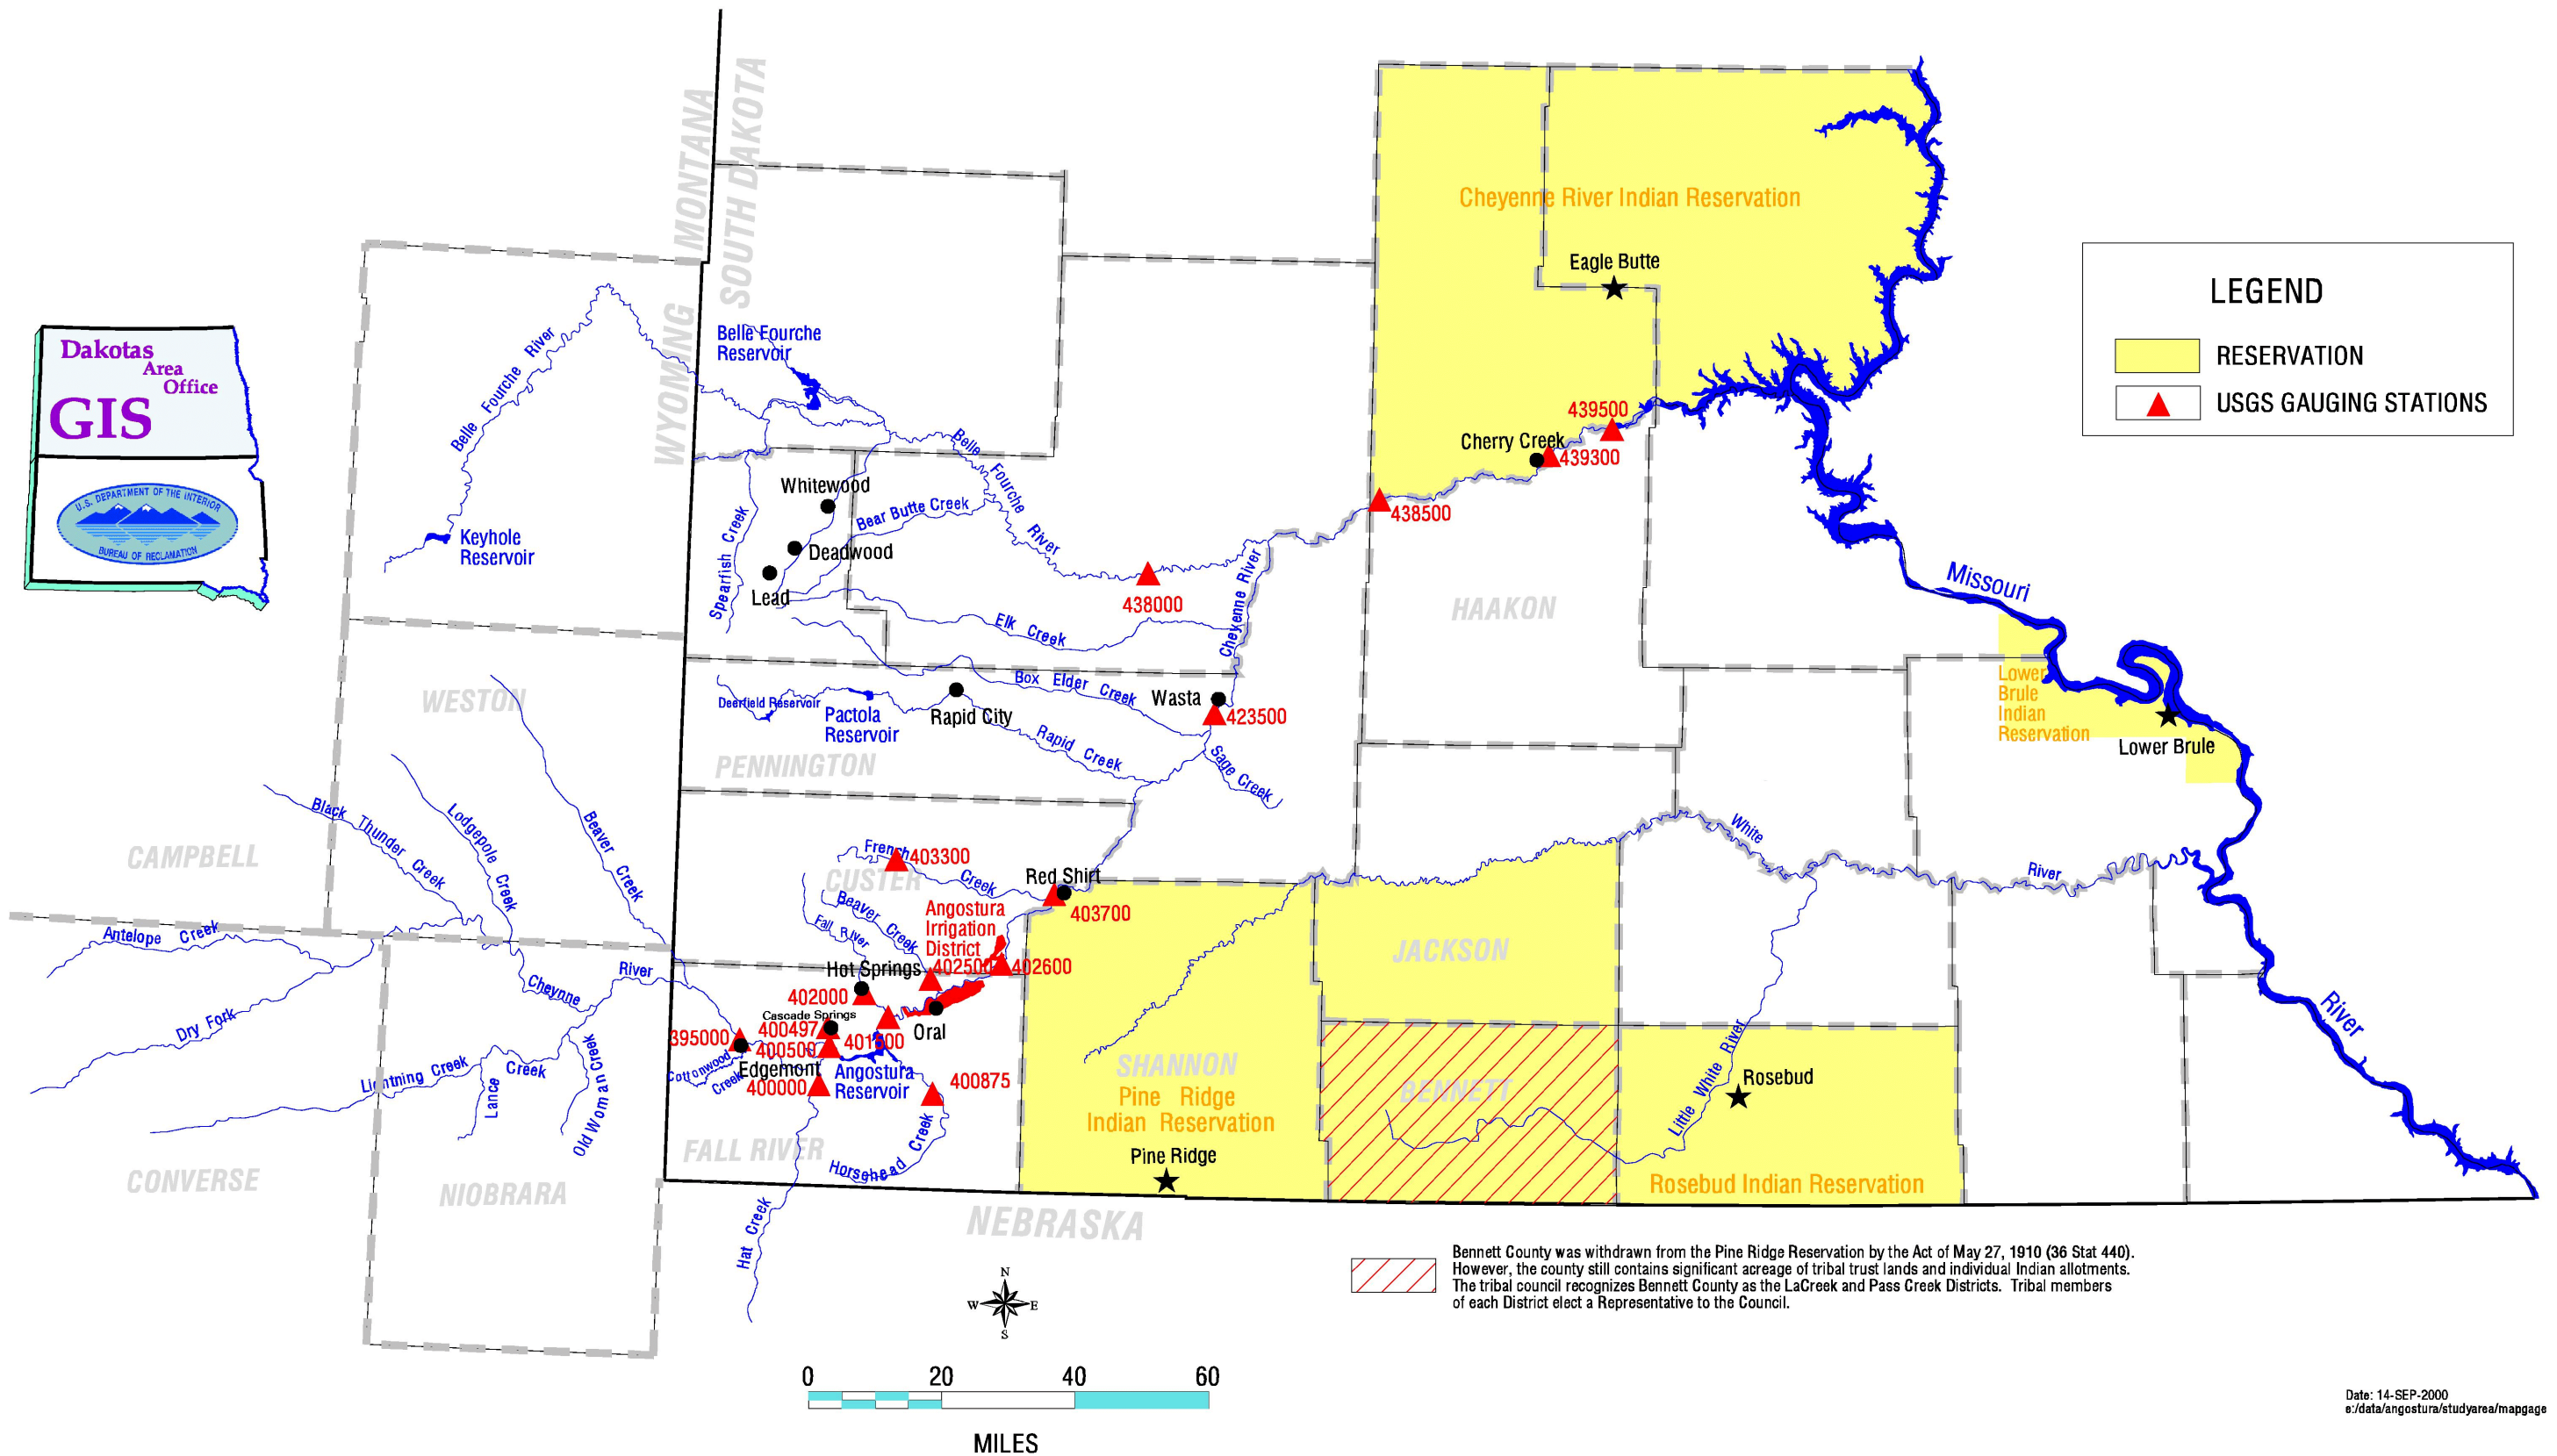 MONTANA
SOUTH DAKOTA
WYOMING
Dakotas
Area
Office
GIS
U.S. DEPARTMENT OF THE INTERIOR
BUREAU OF RECLAMATION
LEGEND
RESERVATION
USGS GAUGING STATIONS
Cheyenne River Indian Reservation
Eagle Butte
Belle Fourche River
Belle Fourche
Reservoir
Keyhole
Reservoir
Belle Fourche River
439500
Cherry Creek
439300
438500
Whitewood
Bear Butte Creek
Deadwood
Spearfish Creek
Lead
438000
Elk Creek
Cheyenne River
HAAKON
Missouri
WESTON
Deerfield Reservoir
Pactola
Reservoir
Rapid City
Box Elder Creek
Wasta
423500
Rapid Creek
Sage Creek
PENNINGTON
Lower
Brule
Indian
Reservation
Lower Brule
Black Thunder Creek
Lodgepole Creek
Beaver Creek
CAMPBELL
French Creek
403300
CUSTER
Red Shirt
403700
Beaver Creek
Fall River
Angostura
Irrigation
District
White River
Antelope Creek
Hot Springs
402500
402600
JACKSON
Cheynne River
Dry Fork
402000
Cascade Springs
400497
395000
400500
401500
Oral
Edgemont
Cottonwood Creek
400000
Angostura
Reservoir
400875
SHANNON
Pine Ridge
Indian Reservation
BENNETT
Little White River
Rosebud
River
Lightning Creek
Lance Creek
Old Woman Creek
FALL RIVER
Horsehead Creek
Pine Ridge
Rosebud Indian Reservation
CONVERSE
NIOBRARA
Hat Creek
NEBRASKA
Bennett County was withdrawn from the Pine Ridge Reservation by the Act of May 27, 1910 (36 Stat 440).
However, the county still contains significant acreage of tribal trust lands and individual Indian allotments.
The tribal council recognizes Bennett County as the LaCreek and Pass Creek Districts. Tribal members
of each District elect a Representative to the Council.
N
W E
S
0 20 40 60
MILES
Date: 14-SEP-2000
e:/data/angostura/studyarea/mapgage